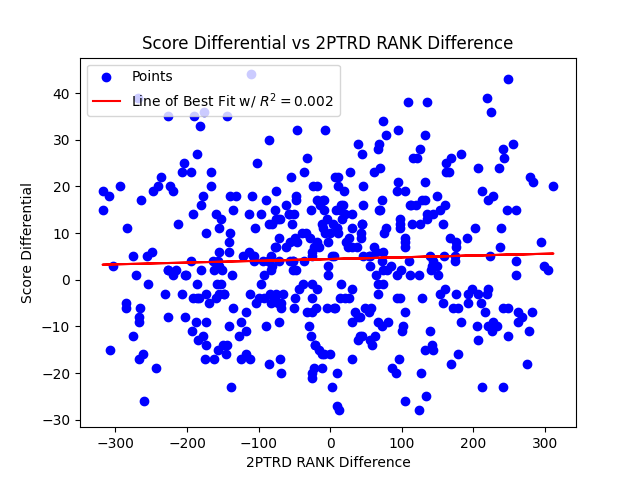 Score Differential vs 2PTRD RANK Difference
Points
Line of Best Fit w/ R² = 0.002
Score Differential
40
30
20
10
0
−10
−20
−30
−300 −200 −100 0 100 200 300
2PTRD RANK Difference